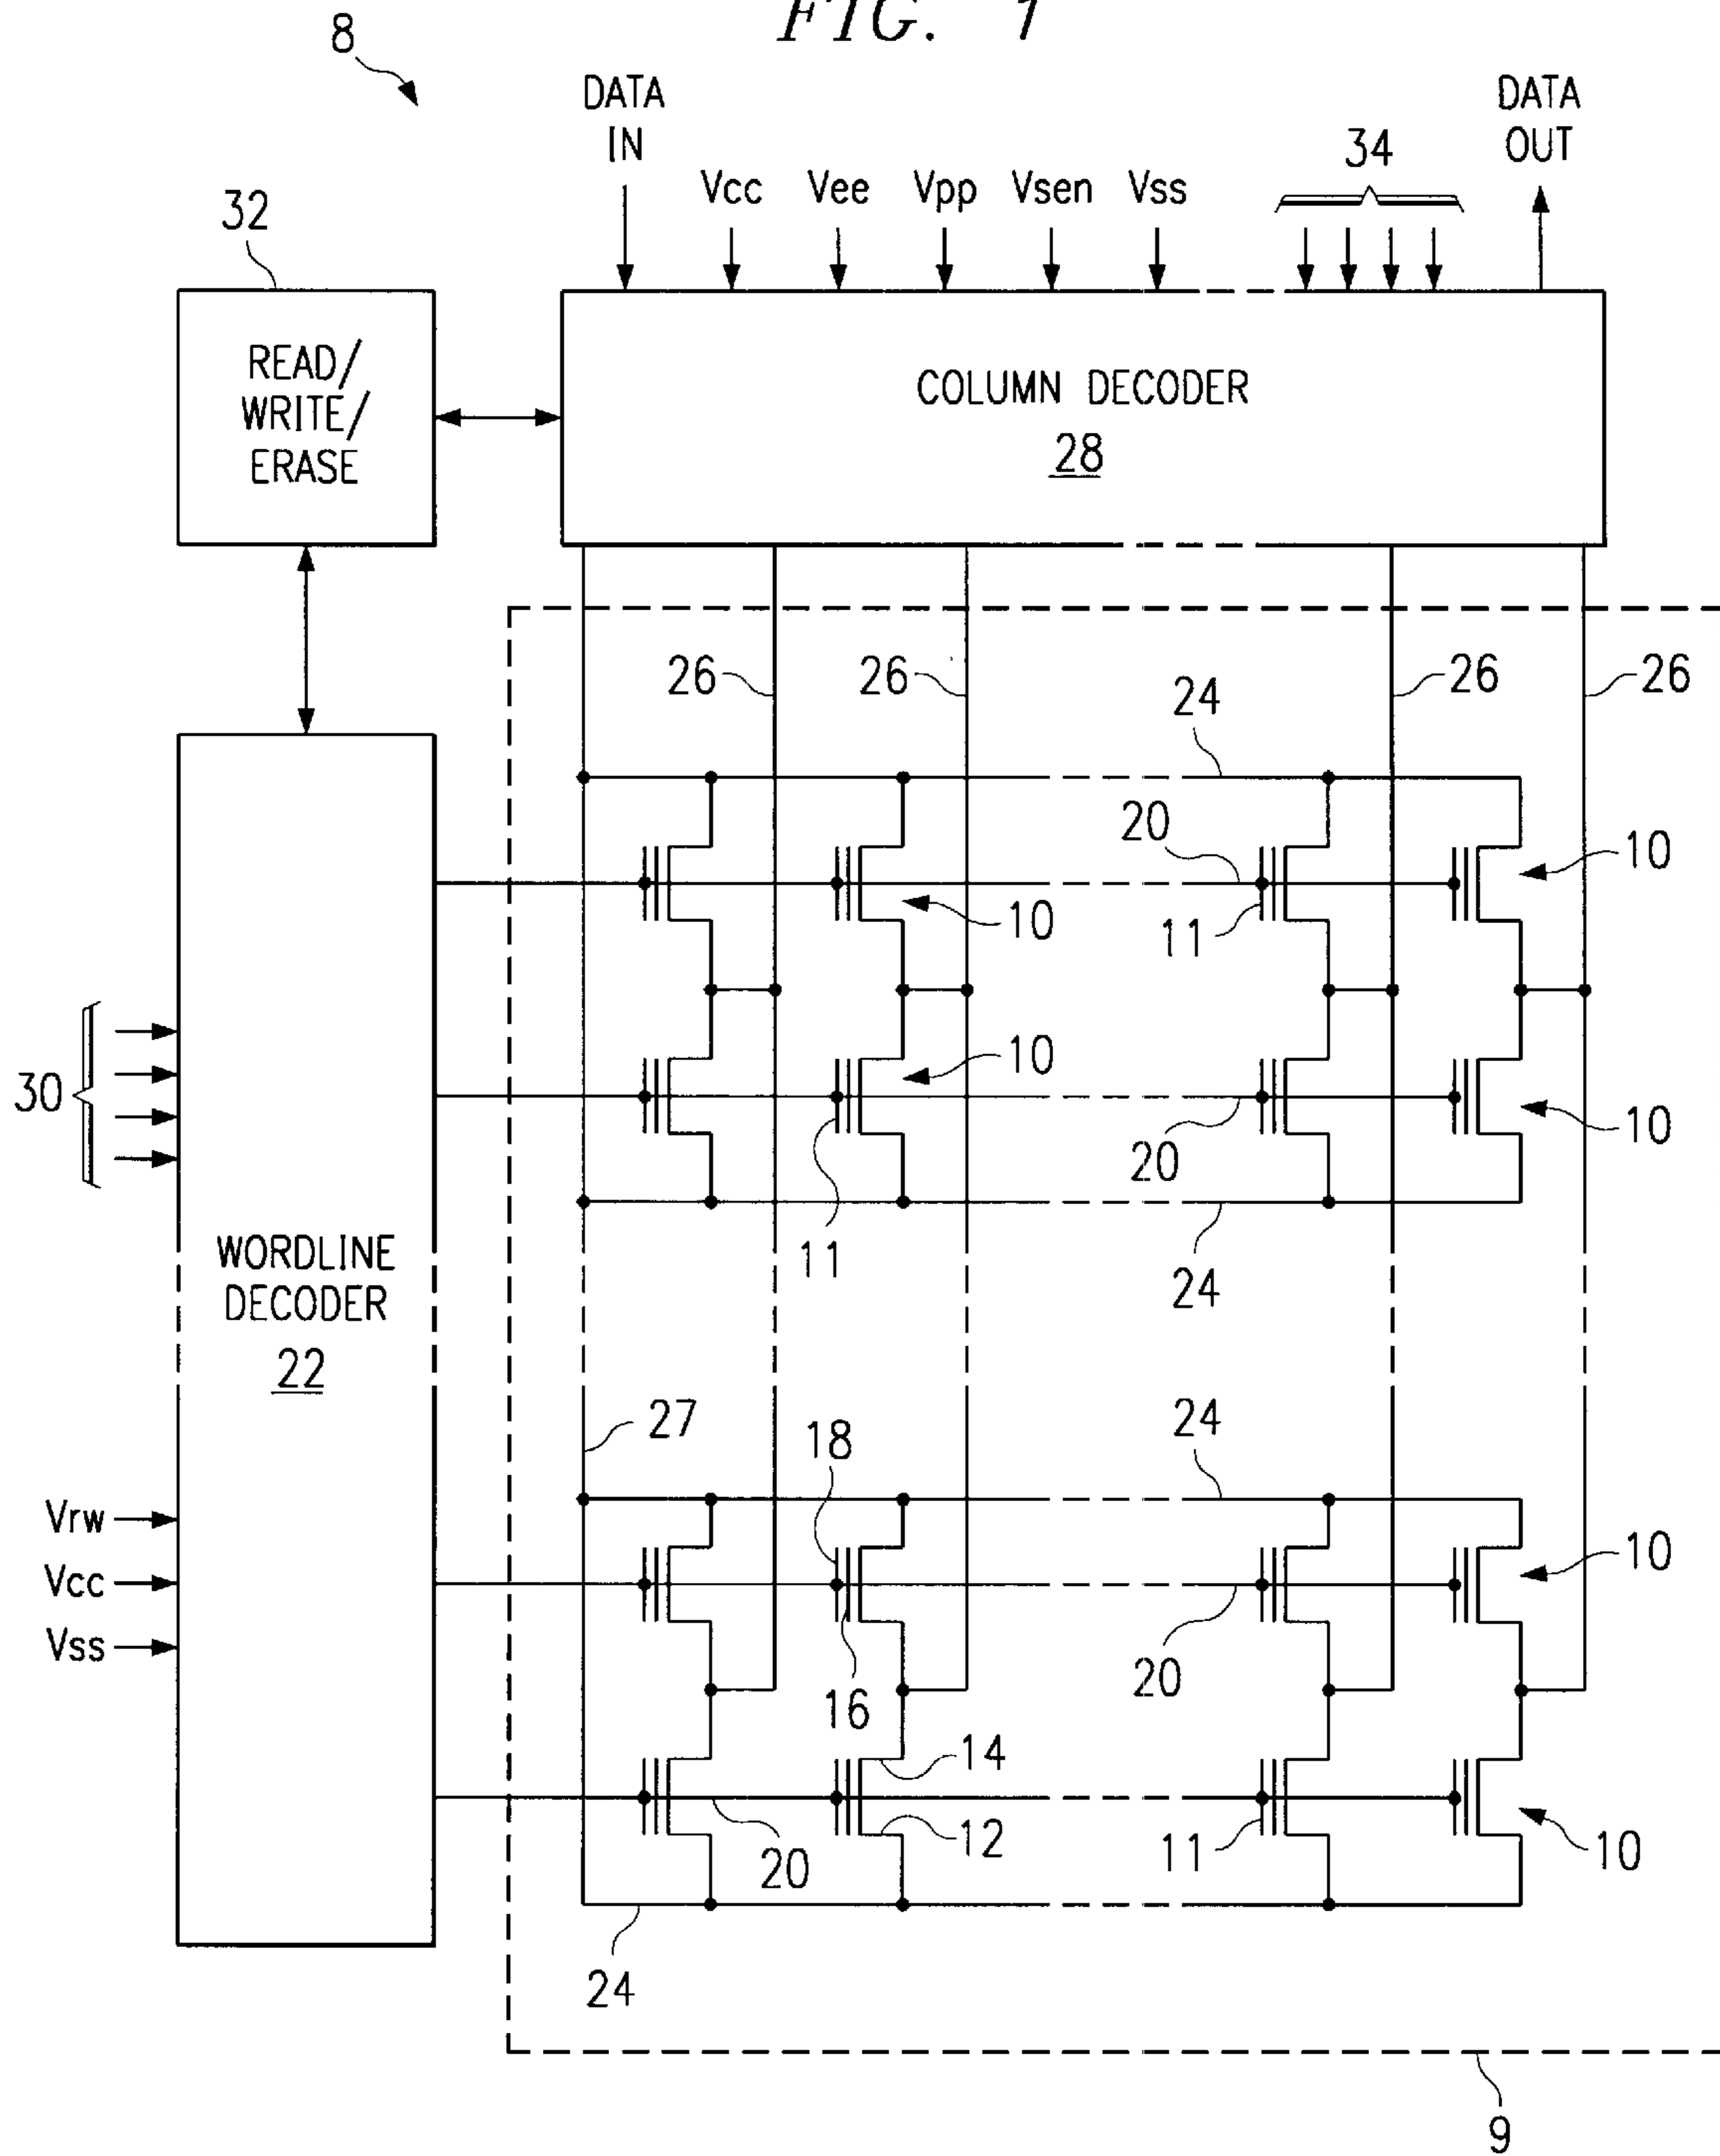 FIG. 1
8
DATA
IN
Vcc
Vee
Vpp
Vsen
Vss
34
DATA
OUT
32
READ/
WRITE/
ERASE
COLUMN DECODER
28
26
26
24
26
26
20
10
10
11
30
10
20
10
11
24
WORDLINE
DECODER
22
27
18
24
Vrw
Vcc
Vss
10
16
20
14
12
20
11
10
24
9